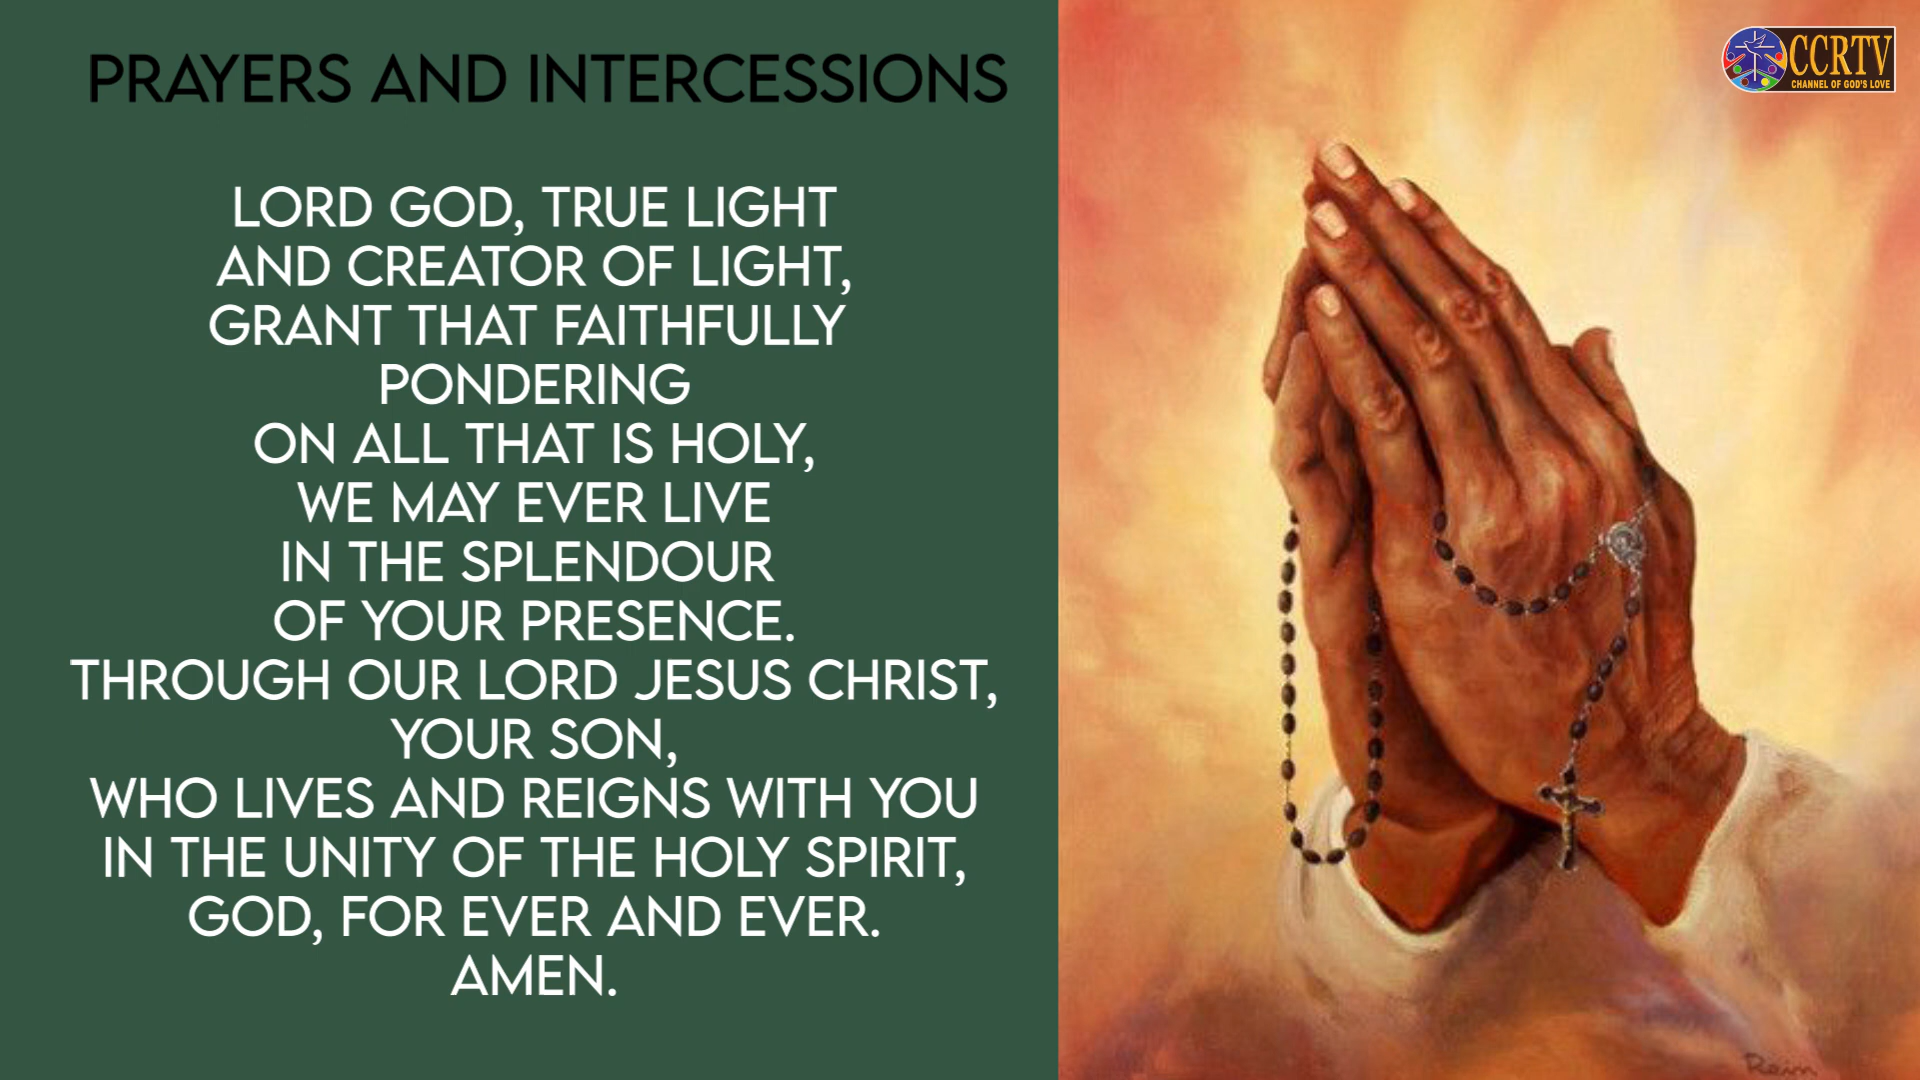 PRAYERS AND INTERCESSIONS
CCRTV
CHANNEL OF GOD'S LOVE
LORD GOD, TRUE LIGHT
AND CREATOR OF LIGHT,
GRANT THAT FAITHFULLY
PONDERING
ON ALL THAT IS HOLY,
WE MAY EVER LIVE
IN THE SPLENDOUR
OF YOUR PRESENCE.
THROUGH OUR LORD JESUS CHRIST,
YOUR SON,
WHO LIVES AND REIGNS WITH YOU
IN THE UNITY OF THE HOLY SPIRIT,
GOD, FOR EVER AND EVER.
AMEN.